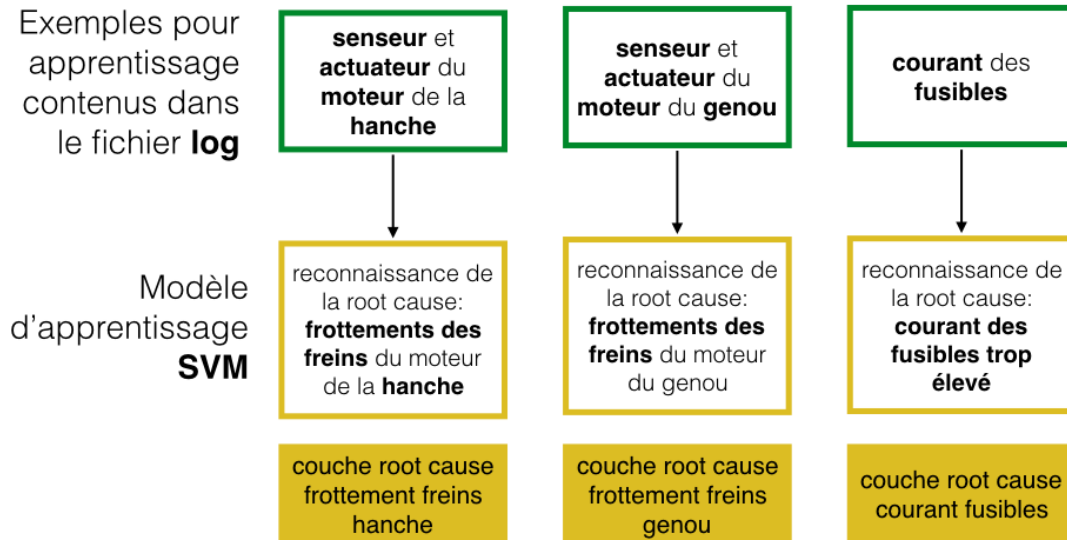 Exemples pour
apprentissage
contenus dans
le fichier log
senseur et
actuateur du
moteur de la
hanche
senseur et
actuateur du
moteur du genou
courant des
fusibles
Modèle
d'apprentissage
SVM
reconnaissance de
la root cause:
frottements des
freins du moteur
de la hanche
reconnaissance de
la root cause:
frottements des
freins du moteur
du genou
reconnaissance de
la root cause:
courant des
fusibles trop
élevé
couche root cause
frottement freins
hanche
couche root cause
frottement freins
genou
couche root cause
courant fusibles